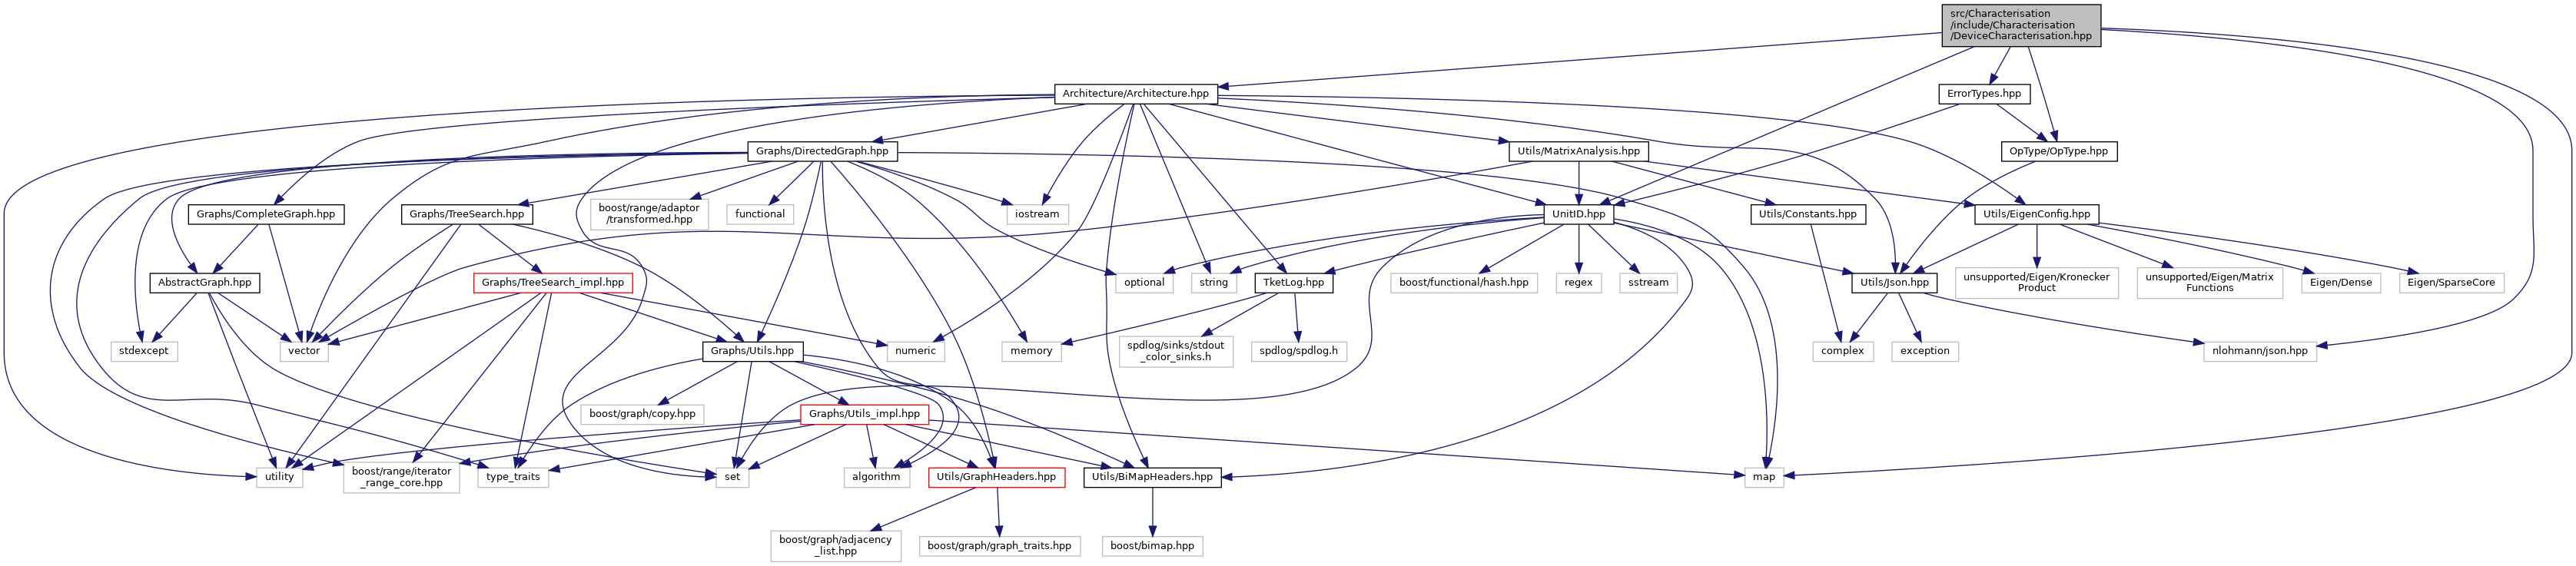 src/Characterisation
/include/Characterisation
/DeviceCharacterisation.hpp
Architecture/Architecture.hpp
ErrorTypes.hpp
Graphs/DirectedGraph.hpp
Utils/MatrixAnalysis.hpp
OpType/OpType.hpp
Graphs/CompleteGraph.hpp
Graphs/TreeSearch.hpp
boost/range/adaptor
/transformed.hpp
functional
iostream
UnitID.hpp
Utils/Constants.hpp
Utils/EigenConfig.hpp
AbstractGraph.hpp
Graphs/TreeSearch_impl.hpp
optional
string
TketLog.hpp
boost/functional/hash.hpp
regex
sstream
Utils/Json.hpp
unsupported/Eigen/Kronecker
Product
unsupported/Eigen/Matrix
Functions
Eigen/Dense
Eigen/SparseCore
stdexcept
vector
Graphs/Utils.hpp
numeric
memory
spdlog/sinks/stdout
_color_sinks.h
spdlog/spdlog.h
complex
exception
nlohmann/json.hpp
boost/graph/copy.hpp
Graphs/Utils_impl.hpp
utility
boost/range/iterator
_range_core.hpp
type_traits
set
algorithm
Utils/GraphHeaders.hpp
Utils/BiMapHeaders.hpp
map
boost/graph/adjacency
_list.hpp
boost/graph/graph_traits.hpp
boost/bimap.hpp